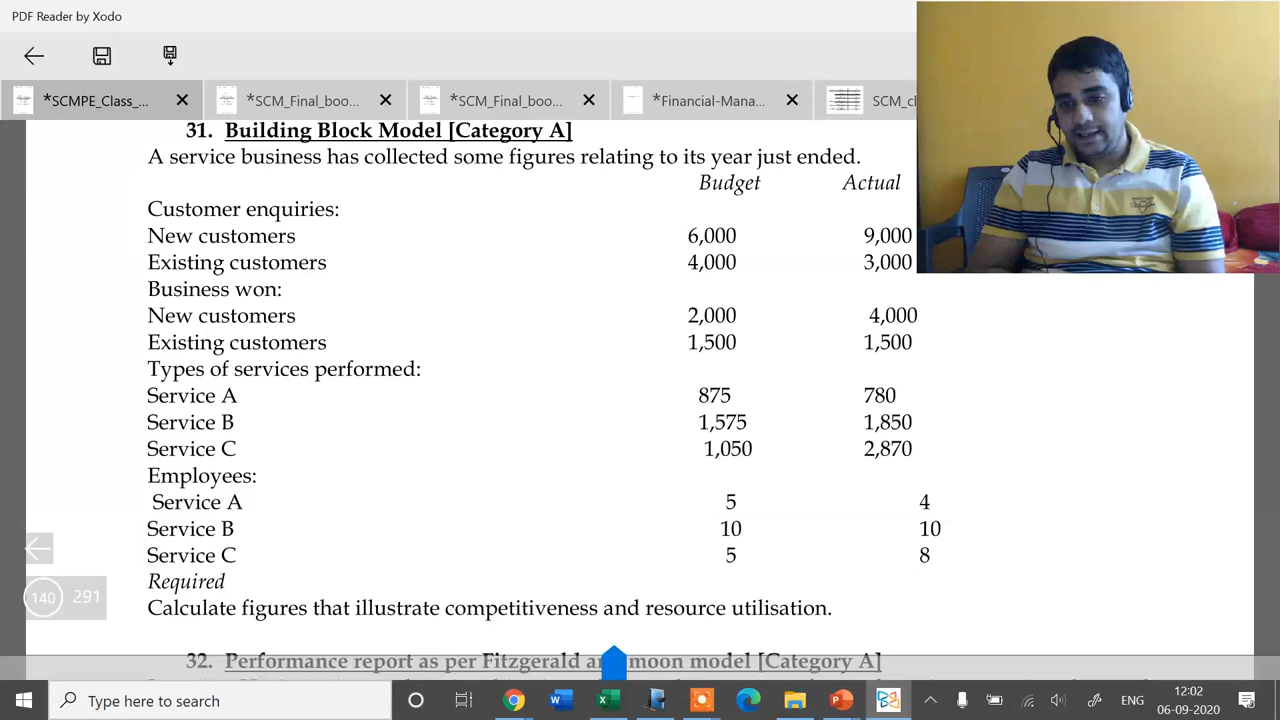 PDF Reader by Xodo
*SCMPE_Class_... *SCM_Final_boo... *SCM_Final_boo... *Financial-Mana... SCM_cl
31. Building Block Model [Category A]
A service business has collected some figures relating to its year just ended.
Budget Actual
Customer enquiries:
New customers 6,000 9,000
Existing customers 4,000 3,000
Business won:
New customers 2,000 4,000
Existing customers 1,500 1,500
Types of services performed:
Service A 875 780
Service B 1,575 1,850
Service C 1,050 2,870
Employees:
Service A 5 4
Service B 10 10
Service C 5 8
Required
140 291
Calculate figures that illustrate competitiveness and resource utilisation.
32. Performance report as per Fitzgerald and moon model [Category A]
Type here to search
ENG
12:02
06-09-2020